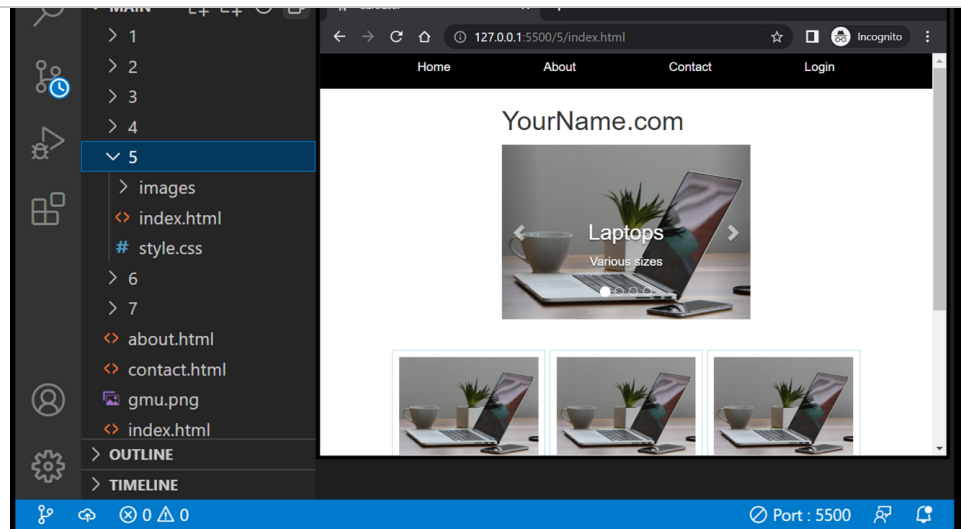 MAIN
1
2
3
4
5
images
index.html
style.css
6
7
about.html
contact.html
gmu.png
index.html
OUTLINE
TIMELINE
0 0
Port : 5500
127.0.0.1:5500/5/index.html
Incognito
Home About Contact Login
YourName.com
Laptops
Various sizes